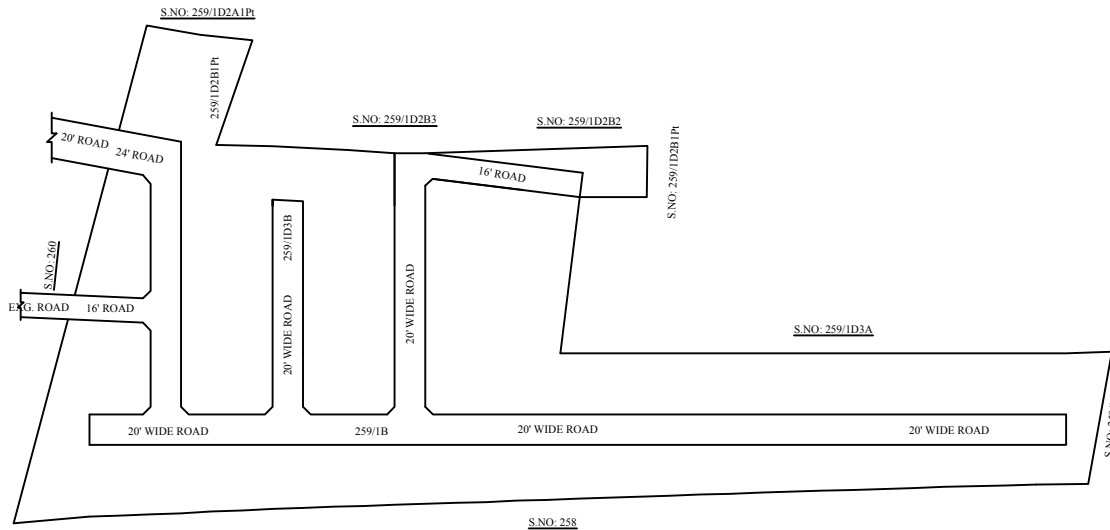 S.NO: 259/1D2A1Pt
259/1D2B1Pt
S.NO: 259/1D2B3
S.NO: 259/1D2B2
S.NO: 259/1D2B1Pt
20' ROAD
24' ROAD
16' ROAD
259/1D3B
S.NO: 260
EXG. ROAD
16' ROAD
20' WIDE ROAD
20' WIDE ROAD
S.NO: 259/1D3A
20' WIDE ROAD
259/1B
20' WIDE ROAD
20' WIDE ROAD
S.NO:
S.NO: 258